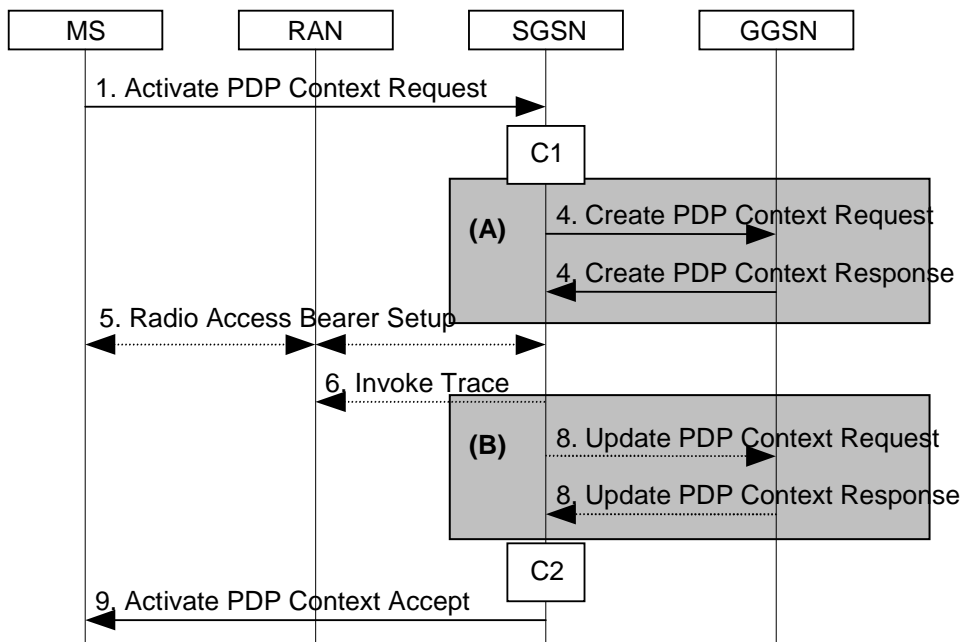 MS
RAN
SGSN
GGSN
1. Activate PDP Context Request
C1
(A)
4. Create PDP Context Request
4. Create PDP Context Response
5. Radio Access Bearer Setup
6. Invoke Trace
(B)
8. Update PDP Context Request
8. Update PDP Context Response
C2
9. Activate PDP Context Accept